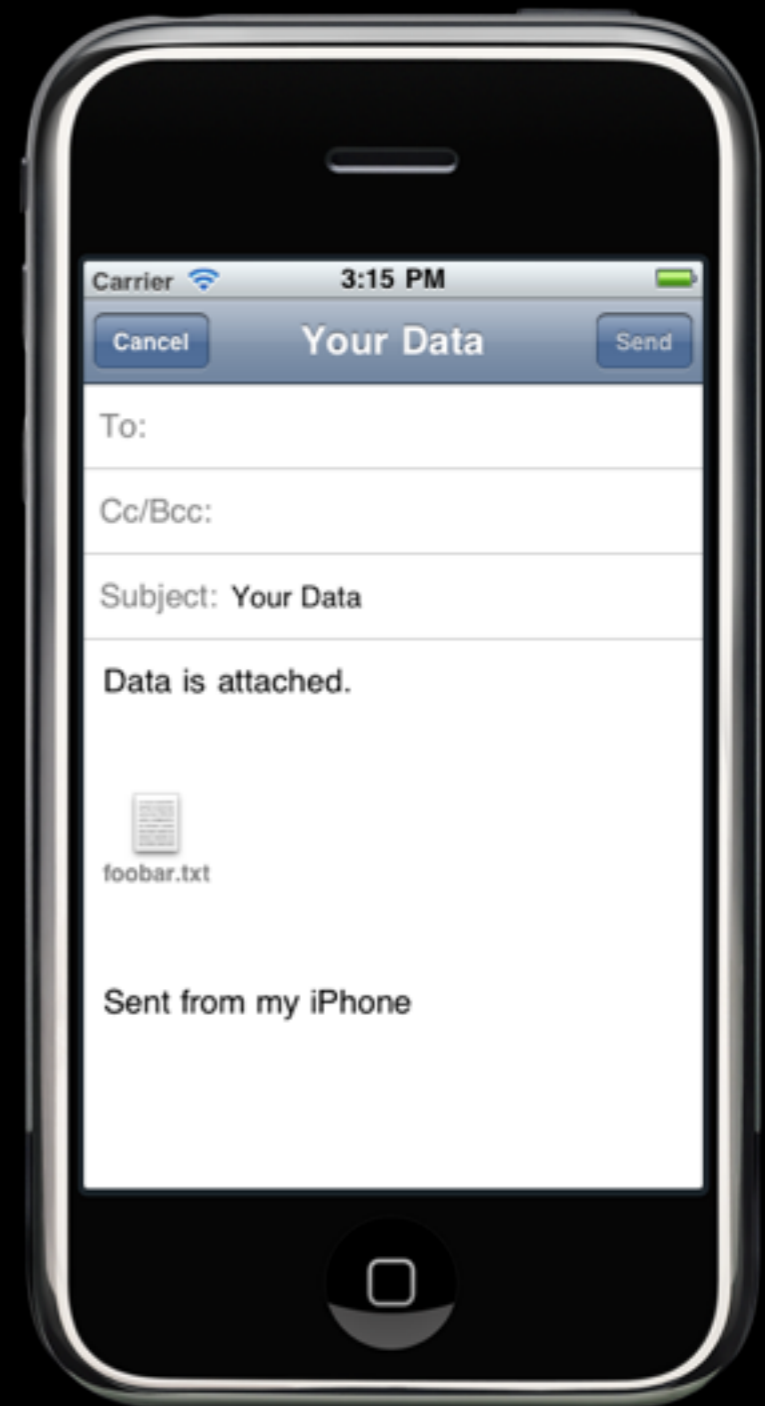 Carrier 3:15 PM
Cancel Your Data Send
To:
Cc/Bcc:
Subject: Your Data
Data is attached.
foobar.txt
Sent from my iPhone